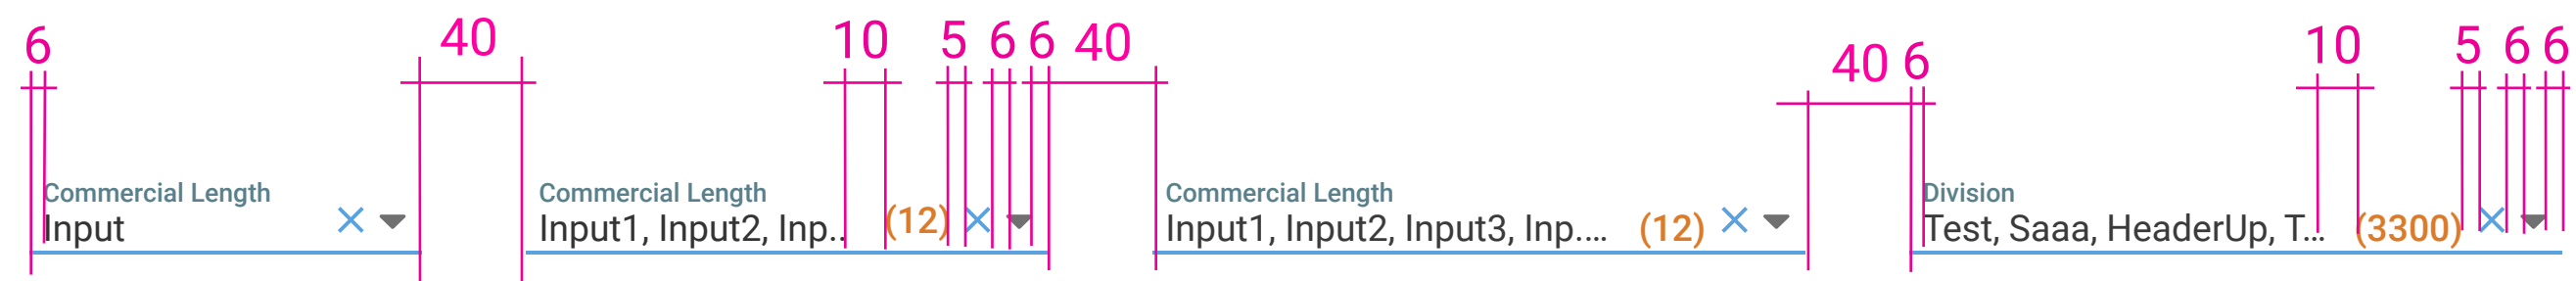 6 40 10 5 6 6 40 40 6 10 5 6 6
Commercial Length Commercial Length Commercial Length Division
Input Input1, Input2, Inp.. (12) Input1, Input2, Input3, Inp.... (12) Test, Saaa, HeaderUp, T... (3300)